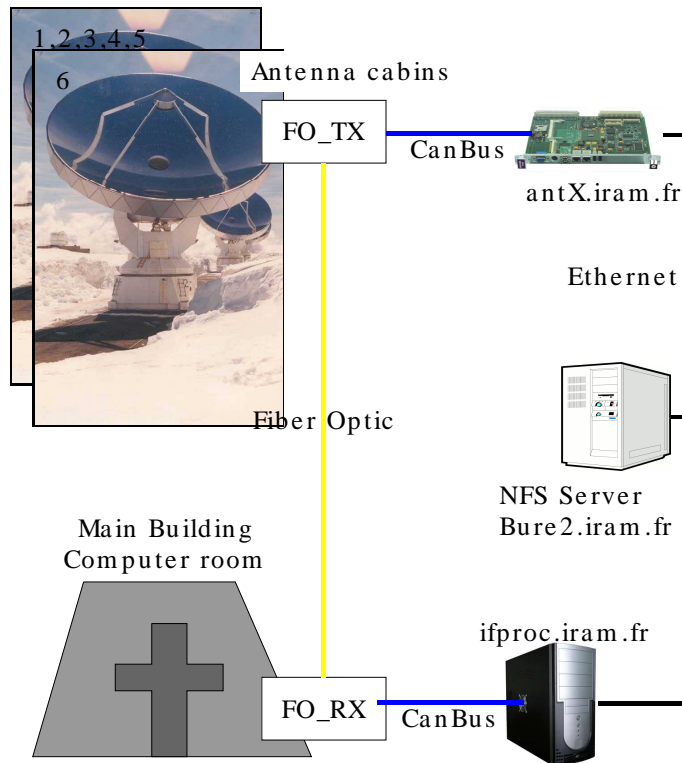 1,2,3,4,5
6
Antenna cabins
FO_TX
CanBus
antX.iram.fr
Ethernet
Fiber Optic
NFS Server
Bure2.iram.fr
Main Building
Computer room
ifproc.iram.fr
FO_RX
CanBus